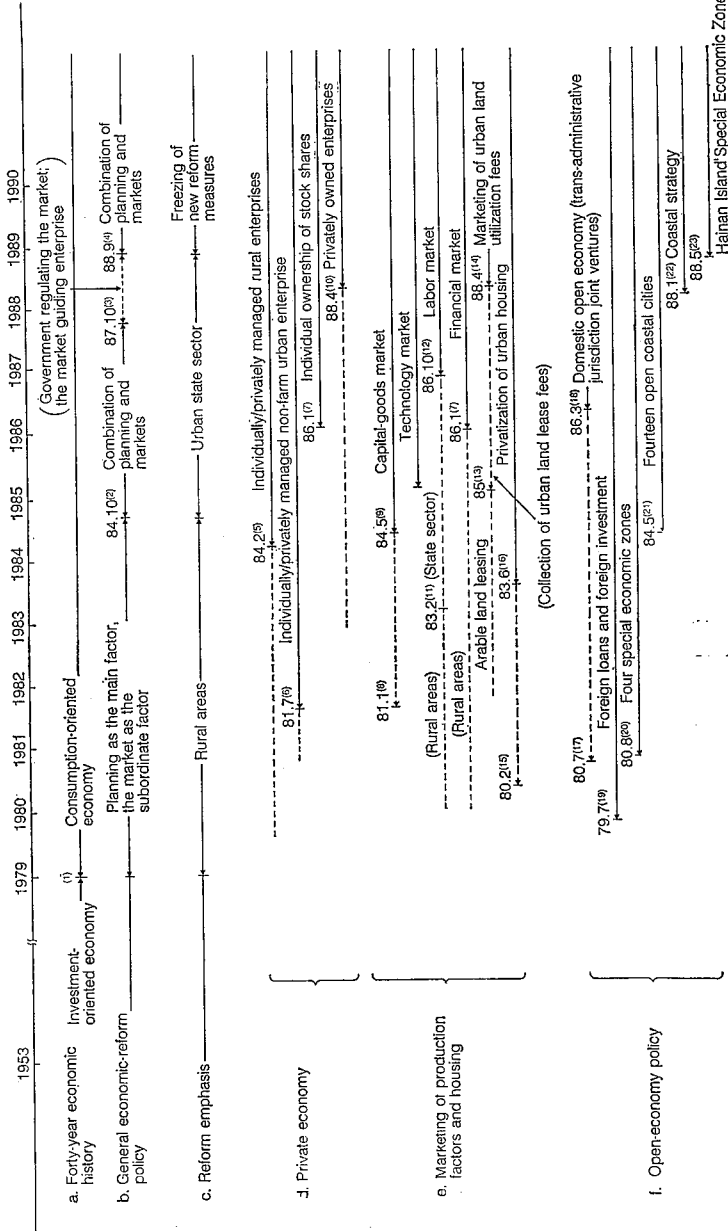 1953 1979 1980 1981 1982 1983 1984 1985 1986 1987 1988 1989 1990
a. Forty-year economic
history
Investment-
oriented economy
(1)
Consumption-oriented
economy
(Government regulating the market;
the market guiding enterprise)
b. General economic-reform
policy
Planning as the main factor,
the market as the
subordinate factor
84.10(2)
Combination of
planning and
markets
87.10(3)
88.9(4)
Combination of
planning and
markets
c. Reform emphasis
Rural areas
Urban state sector
Freezing of
new reform
measures
d. Private economy
84.2(5) Individually/privately managed rural enterprises
81.7(6) Individually/privately managed non-farm urban enterprise
86.1(7) Individual ownership of stock shares
88.4(10) Privately owned enterprises
e. Marketing of production
factors and housing
81.1(8)
84.5(9) Capital-goods market
Technology market
(Rural areas)
83.2(11) (State sector)
86.10(12) Labor market
(Rural areas)
86.1(7) Financial market
Arable land leasing
85(13)
88.4(14) Marketing of urban land
utilization fees
80.2(15)
83.6(16)
Privatization of urban housing
(Collection of urban land lease fees)
f. Open-economy policy
80.7(17)
86.3(18) Domestic open economy (trans-administrative
jurisdiction joint ventures)
79.7(19)
Foreign loans and foreign investment
80.8(20) Four special economic zones
84.5(21) Fourteen open coastal cities
88.1(22) Coastal strategy
88.5(23)
Hainan Island Special Economic Zone